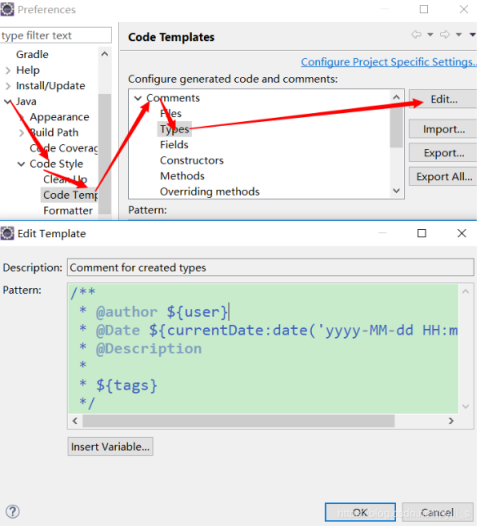 Preferences
type filter text
Gradle
Help
Install/Update
Java
Appearance
Build Path
Code Coverag
Code Style
Clean Up
Code Temp
Formatter
Code Templates
Configure Project Specific Settings..
Configure generated code and comments:
Comments
Files
Types
Fields
Constructors
Methods
Overriding methods
Edit...
Import...
Export...
Export All...
Pattern:
Edit Template
Description: Comment for created types
Pattern:
/**
* @author ${user}
* @Date ${currentDate:date('yyyy-MM-dd HH:m
* @Description
*
* ${tags}
*/
Insert Variable...
OK
Cancel